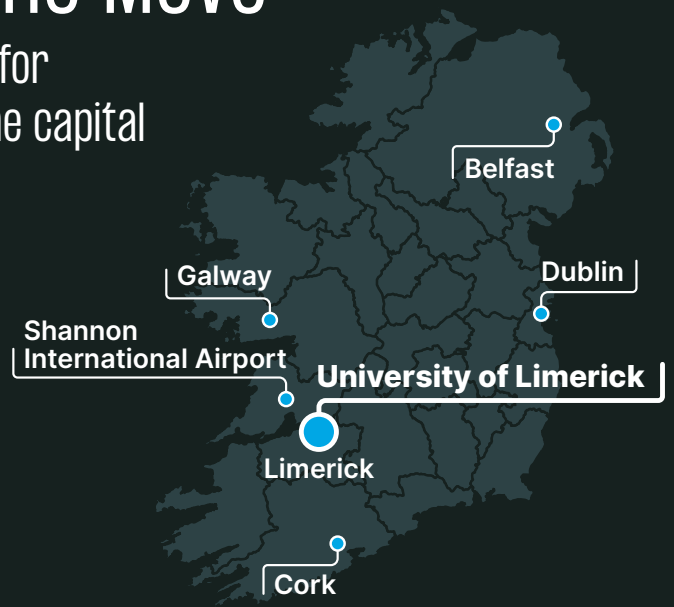 for
capital
Belfast
Galway
Dublin
Shannon
International Airport
University of Limerick
Limerick
Cork